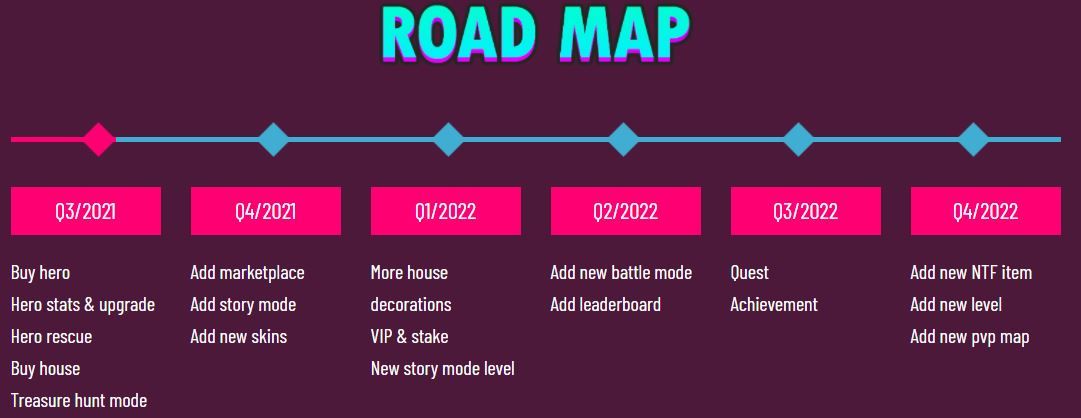 ROAD MAP
Q3/2021
Buy hero
Hero stats & upgrade
Hero rescue
Buy house
Treasure hunt mode
Q4/2021
Add marketplace
Add story mode
Add new skins
Q1/2022
More house
decorations
VIP & stake
New story mode level
Q2/2022
Add new battle mode
Add leaderboard
Q3/2022
Quest
Achievement
Q4/2022
Add new NTF item
Add new level
Add new pvp map